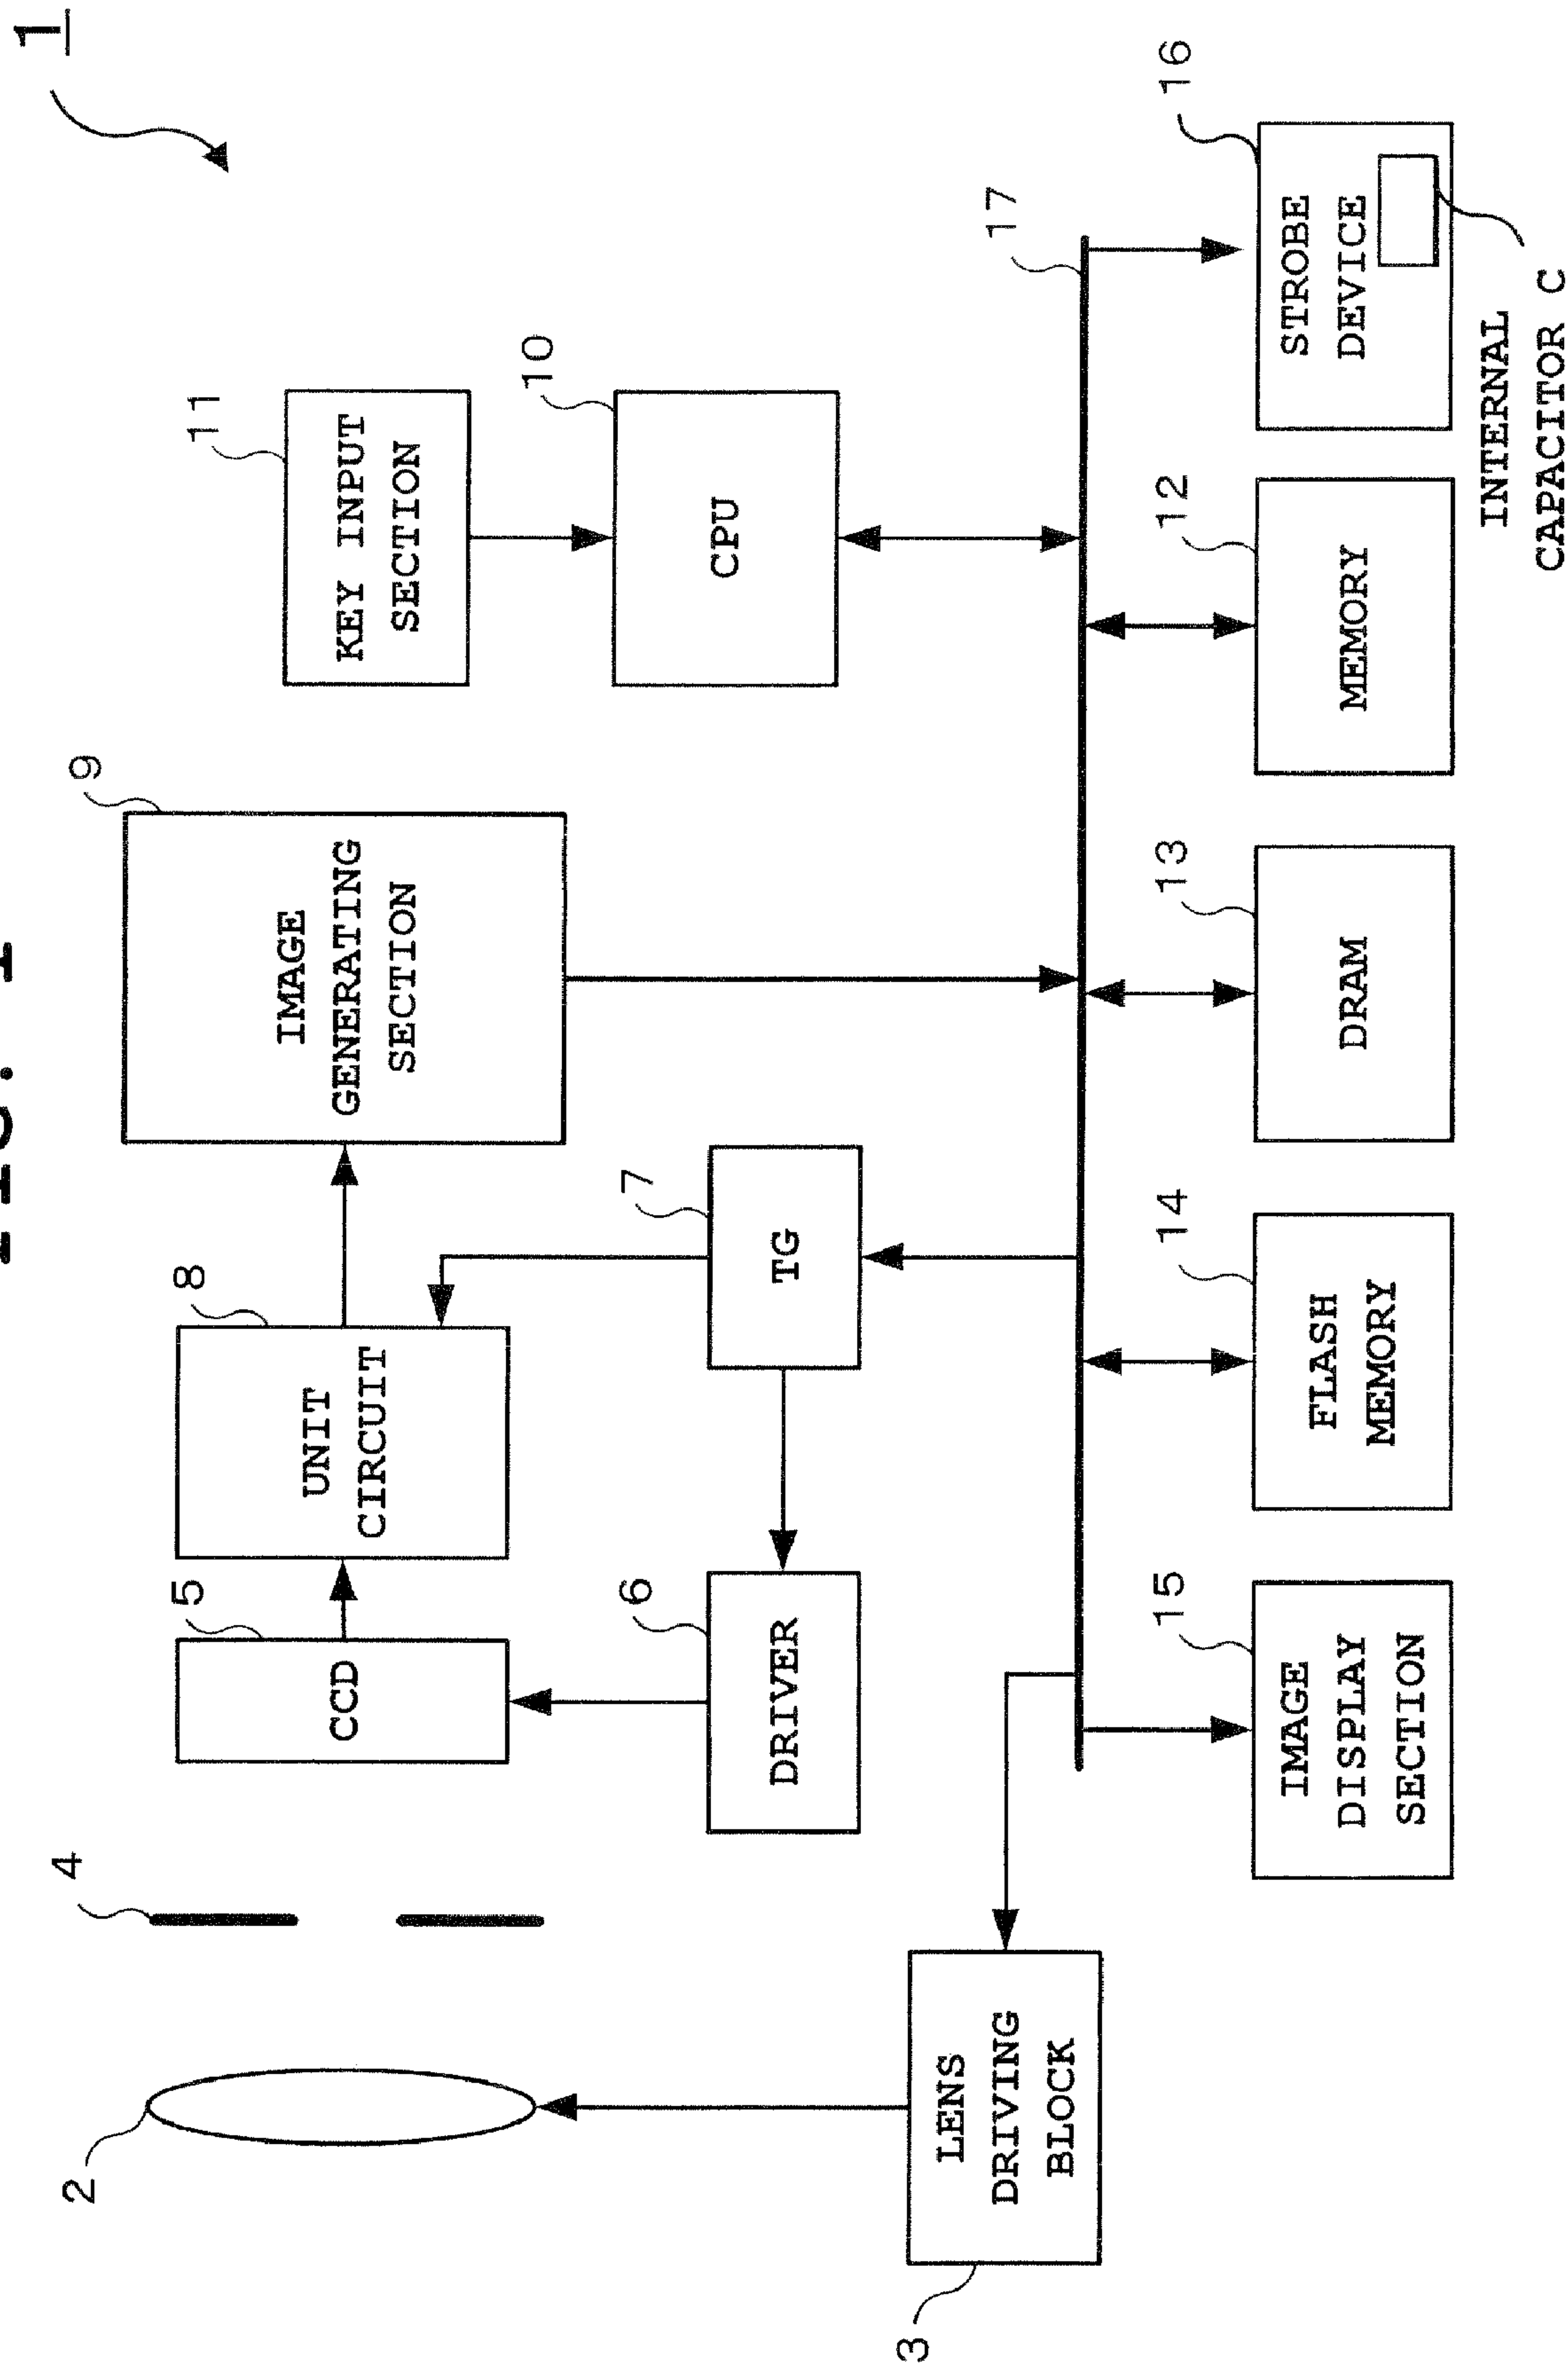 1
2
4
5
CCD
8
UNIT
CIRCUIT
9
IMAGE
GENERATING
SECTION
11
KEY INPUT
SECTION
10
CPU
6
DRIVER
7
TG
3
LENS
DRIVING
BLOCK
17
15
IMAGE
DISPLAY
SECTION
14
FLASH
MEMORY
13
DRAM
12
MEMORY
16
STROBE
DEVICE
INTERNAL
CAPACITOR C